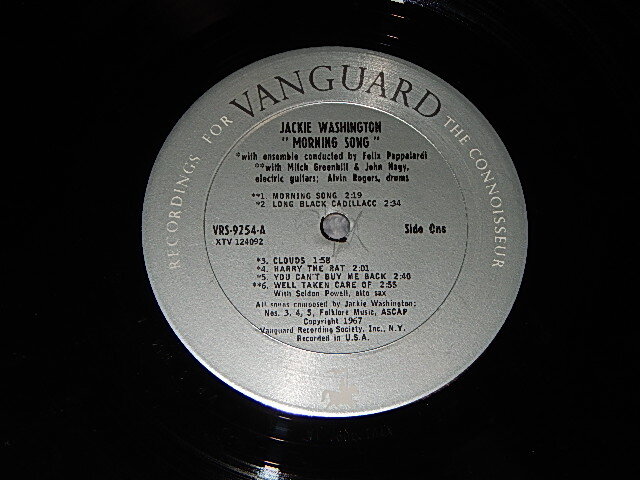 RECORDINGS FOR VANGUARD THE CONNOISSEUR
JACKIE WASHINGTON
"MORNING SONG"
*with ensemble conducted by Felix Pappalardi
**with Mitch Greenhill & John Nagy,
electric guitars; Alvin Rogers, drums
**1. MORNING SONG 2:19
*2. LONG BLACK CADILLACC 2:34
VRS-9254-A Side One
XTV 124092
*3. CLOUDS 1:58
*4. HARRY THE RAT 2:01
*5. YOU CAN'T BUY ME BACK 2:40
**6. WELL TAKEN CARE OF 2:55
With Seldon Powell, alto sax
All songs composed by Jackie Washington;
Nos. 3, 4, 5, Folklore Music, ASCAP
Copyright 1967
Vanguard Recording Society, Inc., N.Y.
Recorded in U.S.A.